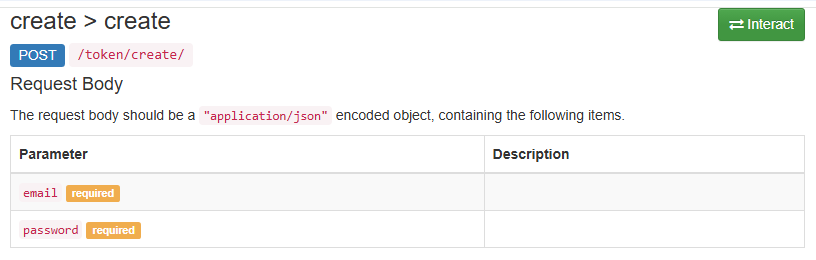 create > create
Interact
POST /token/create/
Request Body
The request body should be a "application/json" encoded object, containing the following items.
Parameter Description
email required
password required